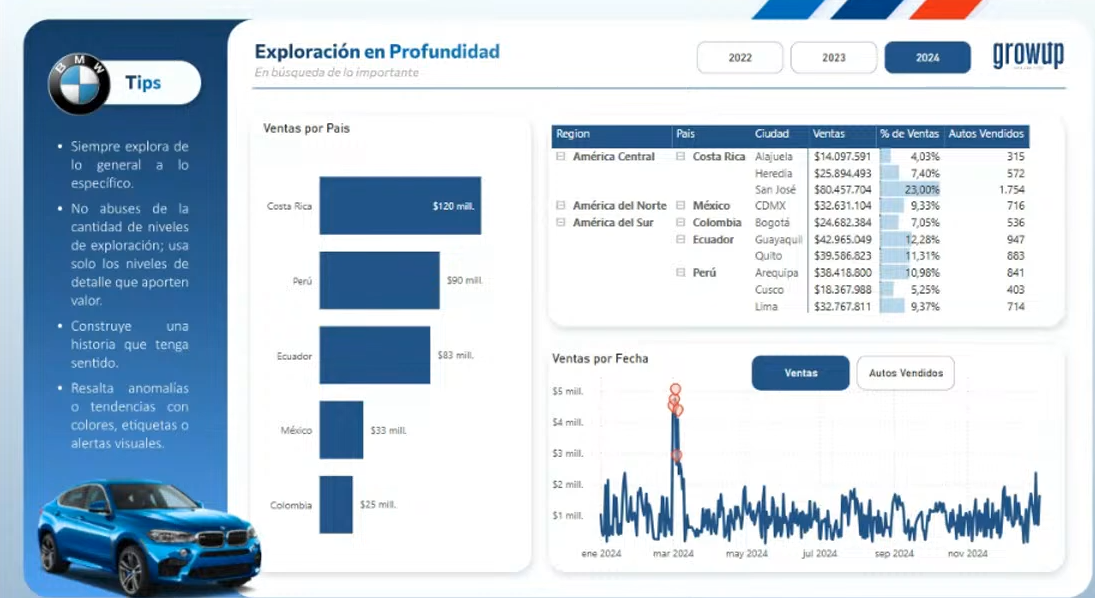 BMW
Tips
• Siempre explora de
lo general a lo
específico.
• No abuses de la
cantidad de niveles
de exploración; usa
solo los niveles de
detalle que aporten
valor.
• Construye una
historia que tenga
sentido.
• Resalta anomalías
o tendencias con
colores, etiquetas o
alertas visuales.
Exploración en Profundidad
En búsqueda de lo importante
2022 2023 2024
growup
Ventas por Pais
Costa Rica $120 mill.
Perú $90 mill.
Ecuador $83 mill.
México $33 mill.
Colombia $25 mill.
Region Pais Ciudad Ventas % de Ventas Autos Vendidos
América Central Costa Rica Alajuela $14.097.591 4,03% 315
Heredia $25.894.493 7,40% 572
San José $80.457.704 23,00% 1.754
América del Norte México CDMX $32.631.104 9,33% 716
América del Sur Colombia Bogotá $24.682.384 7,05% 536
Ecuador Guayaquil $42.965.049 12,28% 947
Quito $39.586.823 11,31% 883
Perú Arequipa $38.418.800 10,98% 841
Cusco $18.367.988 5,25% 403
Lima $32.767.811 9,37% 714
Ventas por Fecha
Ventas Autos Vendidos
$5 mill.
$4 mill.
$3 mill.
$2 mill.
$1 mill.
ene 2024 mar 2024 may 2024 jul 2024 sep 2024 nov 2024